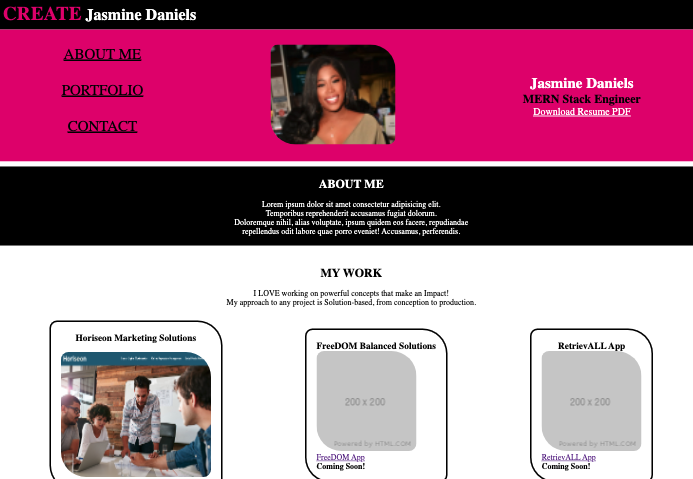 CREATE Jasmine Daniels
ABOUT ME
PORTFOLIO
CONTACT
Jasmine Daniels
MERN Stack Engineer
Download Resume PDF
ABOUT ME
Lorem ipsum dolor sit amet consectetur adipisicing elit.
Temporibus reprehenderit accusamus fugiat dolorum.
Doloremque nihil, alias voluptate, ipsum quidem eos facere, repudiandae
repellendus odit labore quae porro eveniet! Accusamus, perferendis.
MY WORK
I LOVE working on powerful concepts that make an Impact!
My approach to any project is Solution-based, from conception to production.
Horiseon Marketing Solutions
Horiseon
FreeDOM Balanced Solutions
200 x 200
Powered by HTML.COM
FreeDOM App
Coming Soon!
RetrievALL App
200 x 200
Powered by HTML.COM
RetrievALL App
Coming Soon!